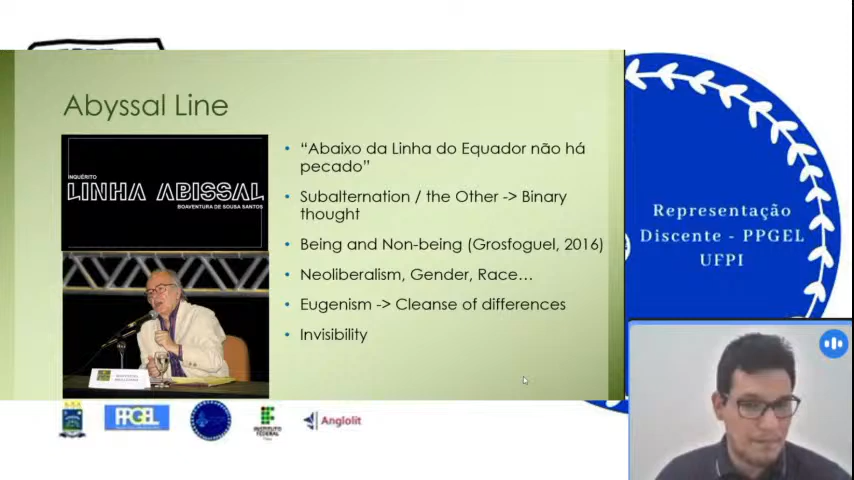 Abyssal Line
INQUÉRITO
LINHA ABISSAL
BOAVENTURA DE SOUSA SANTOS
• “Abaixo da Linha do Equador não há
pecado”
• Subalternation / the Other -> Binary
thought
• Being and Non-being (Grosfoguel, 2016)
• Neoliberalism, Gender, Race…
• Eugenism -> Cleanse of differences
• Invisibility
Representação
Discente - PPGEL
UFPI
PPGEL
INSTITUTO
FEDERAL
Anglolit